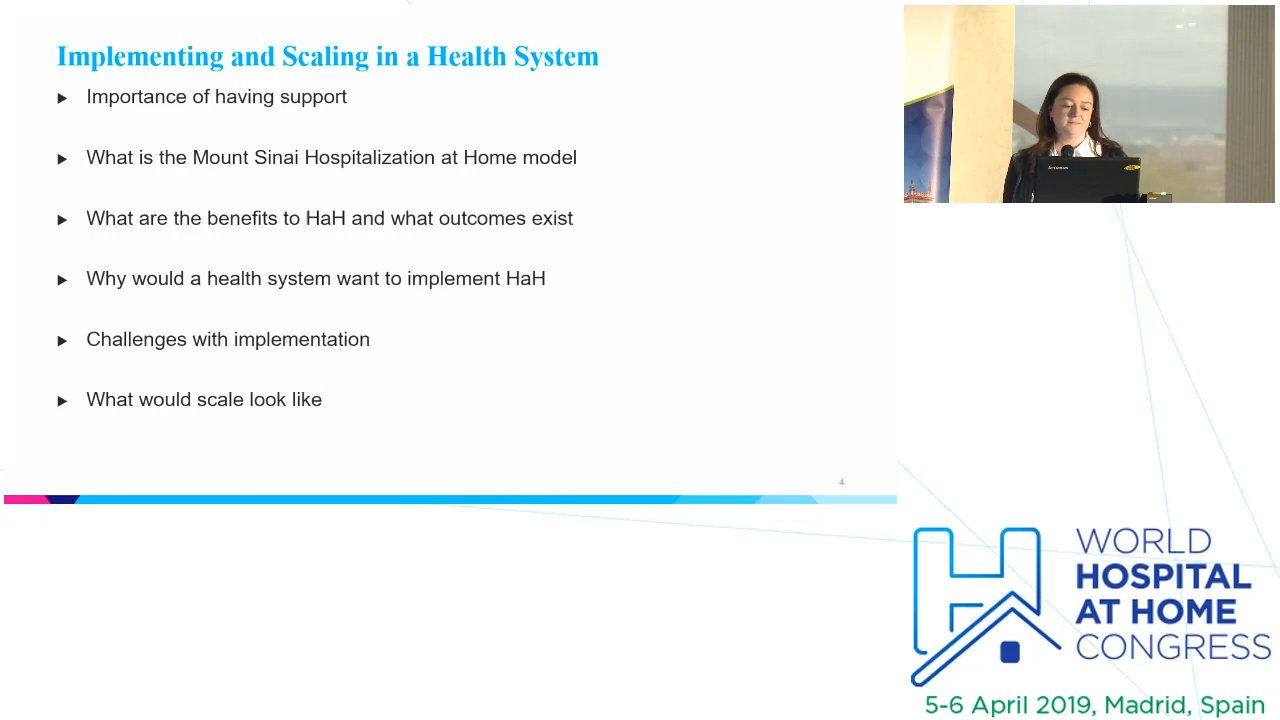 Implementing and Scaling in a Health System
► Importance of having support
► What is the Mount Sinai Hospitalization at Home model
► What are the benefits to HaH and what outcomes exist
► Why would a health system want to implement HaH
► Challenges with implementation
► What would scale look like
4
WORLD
HOSPITAL
AT HOME
CONGRESS
5-6 April 2019, Madrid, Spain